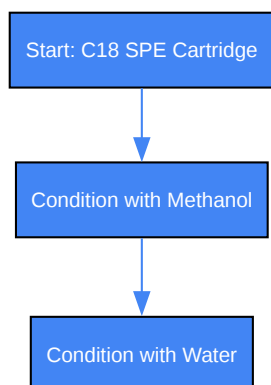 Start: C18 SPE Cartridge
Condition with Methanol
Condition with Water